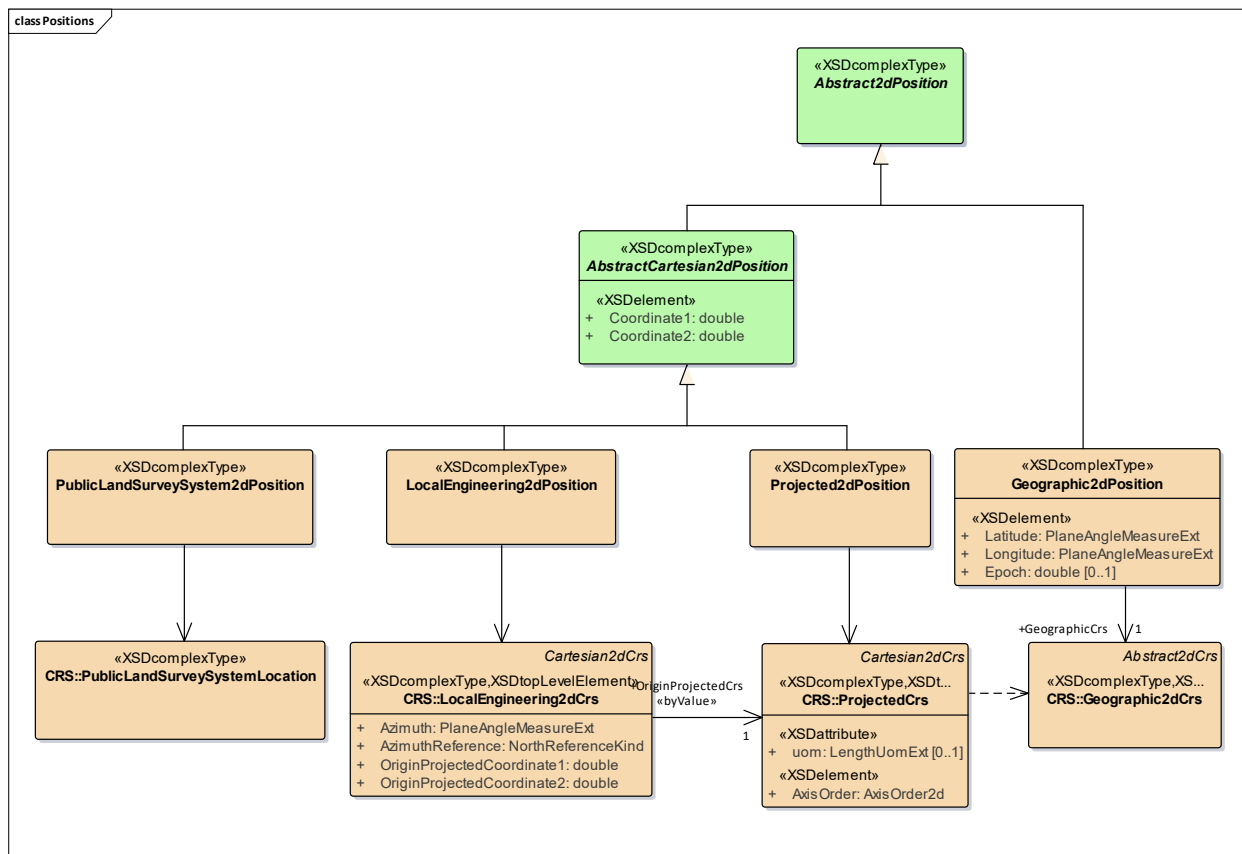 class Positions
«XSDcomplexType»
Abstract2dPosition
«XSDcomplexType»
AbstractCartesian2dPosition
«XSDelement»
+ Coordinate1: double
+ Coordinate2: double
«XSDcomplexType»
PublicLandSurveySystem2dPosition
«XSDcomplexType»
LocalEngineering2dPosition
«XSDcomplexType»
Projected2dPosition
«XSDcomplexType»
Geographic2dPosition
«XSDelement»
+ Latitude: PlaneAngleMeasureExt
+ Longitude: PlaneAngleMeasureExt
+ Epoch: double [0..1]
+GeographicCrs 1
«XSDcomplexType»
CRS::PublicLandSurveySystemLocation
Cartesian2dCrs
«XSDcomplexType,XSDtopLevelElement»
CRS::LocalEngineering2dCrs
+ Azimuth: PlaneAngleMeasureExt
+ AzimuthReference: NorthReferenceKind
+ OriginProjectedCoordinate1: double
+ OriginProjectedCoordinate2: double
+OriginProjectedCrs
«byValue»
1
Cartesian2dCrs
«XSDcomplexType,XSDt...
CRS::ProjectedCrs
«XSDattribute»
+ uom: LengthUomExt [0..1]
«XSDelement»
+ AxisOrder: AxisOrder2d
Abstract2dCrs
«XSDcomplexType,XS...
CRS::Geographic2dCrs